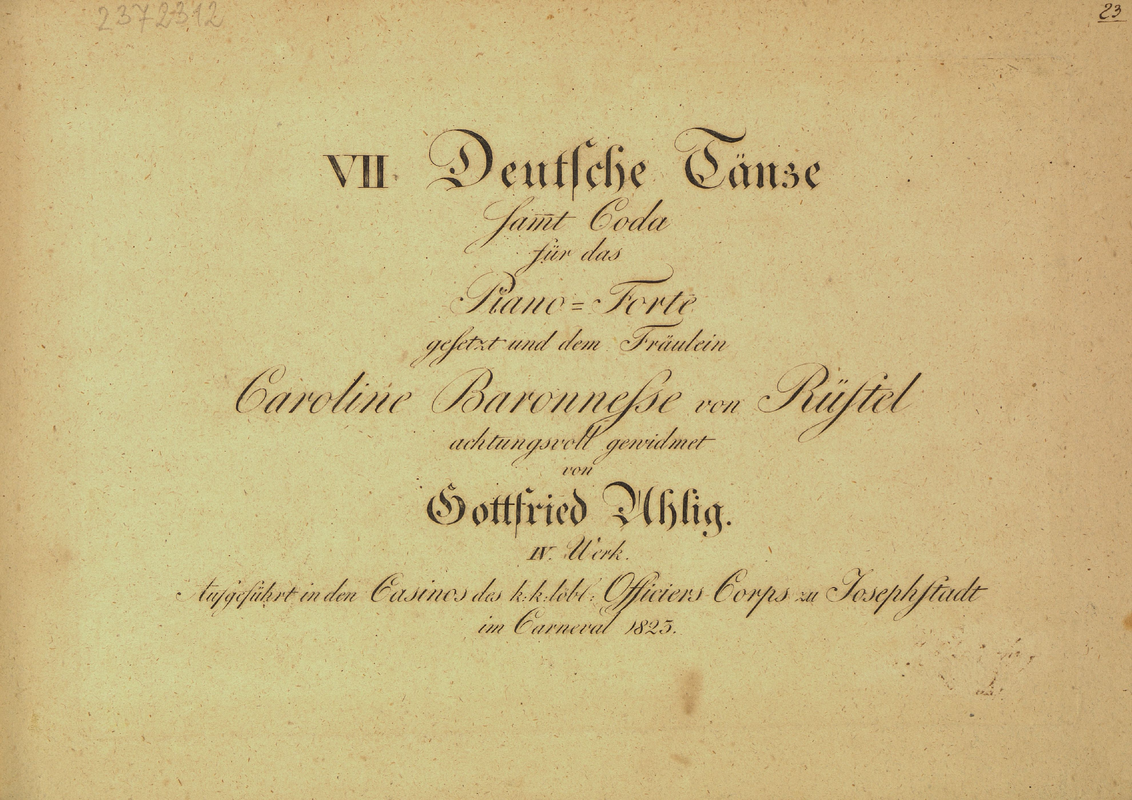 2372312
23
VII Deutſche Tänze
ſam̅t Coda
für das
Piano=Forte
geſetzt und dem Fräulein
Caroline Baronneſse von Rüſtel
achtungsvoll gewidmet
von
Gottfried Uhlig.
IV. Werk.
Aufgeführt in den Casinos des k. k. löbl: Officiers Corps zu Josephſtadt
im Carneval 1825.